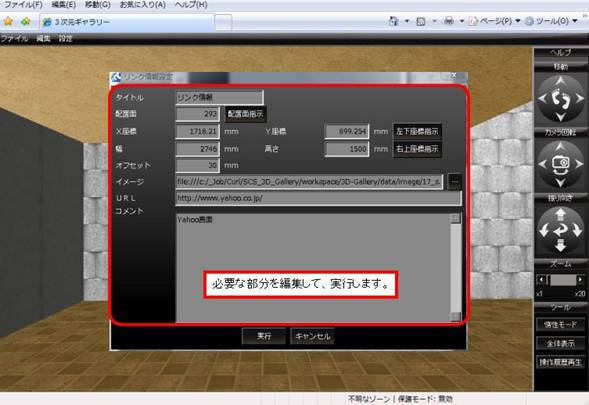 ファイル(F) 編集(E) 移動(G) お気に入り(A) ヘルプ(H)
3次元ギャラリー
ページ(P) ツール(O)
ファイル 編集 設定
ヘルプ
移動
カメラ回転
振り向き
ズーム
x1 x20
ツール
惰性モード
全体表示
操作履歴再生
リンク情報設定
タイトル リンク情報
配置面 293 配置面指示
X座標 1718.21 mm Y座標 699.254 mm 左下座標指示
幅 2746 mm 高さ 1500 mm 右上座標指示
オフセット 30 mm
イメージ file:///c:/_Job/Curl/SCS_3D_Gallery/workspace/3D-Gallery/data/image/17_s. ...
URL http://www.yahoo.co.jp/
コメント Yahoo画面
必要な部分を編集して、実行します。
実行 キャンセル
不明なゾーン | 保護モード: 無効